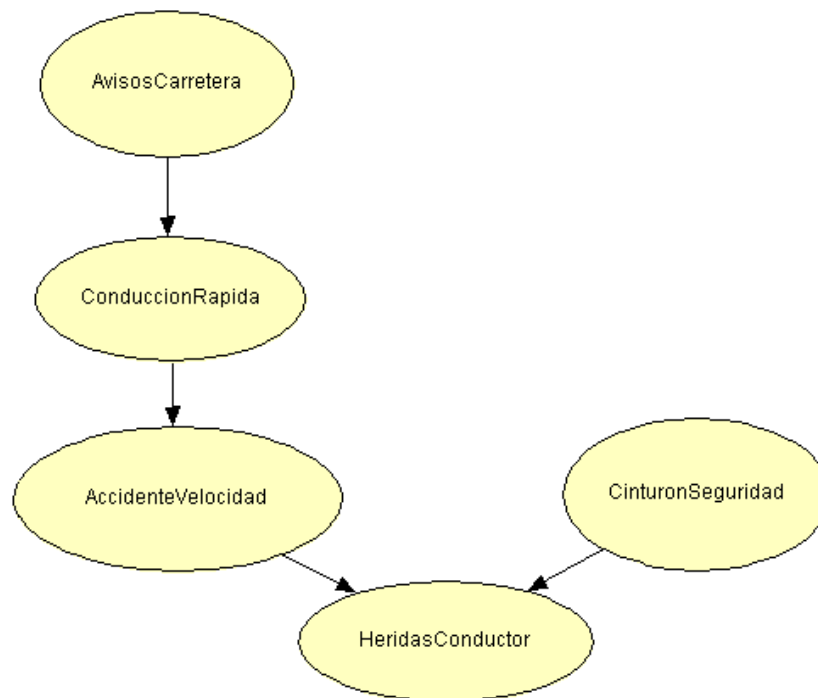 AvisosCarretera
ConduccionRapida
AccidenteVelocidad
CinturonSeguridad
HeridasConductor